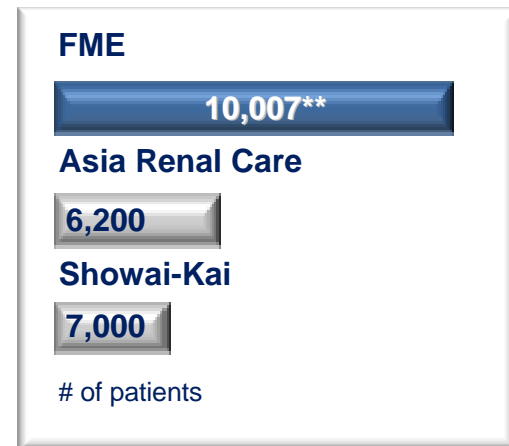 FME
10,007**
Asia Renal Care
6,200
Showai-Kai
7,000
# of patients